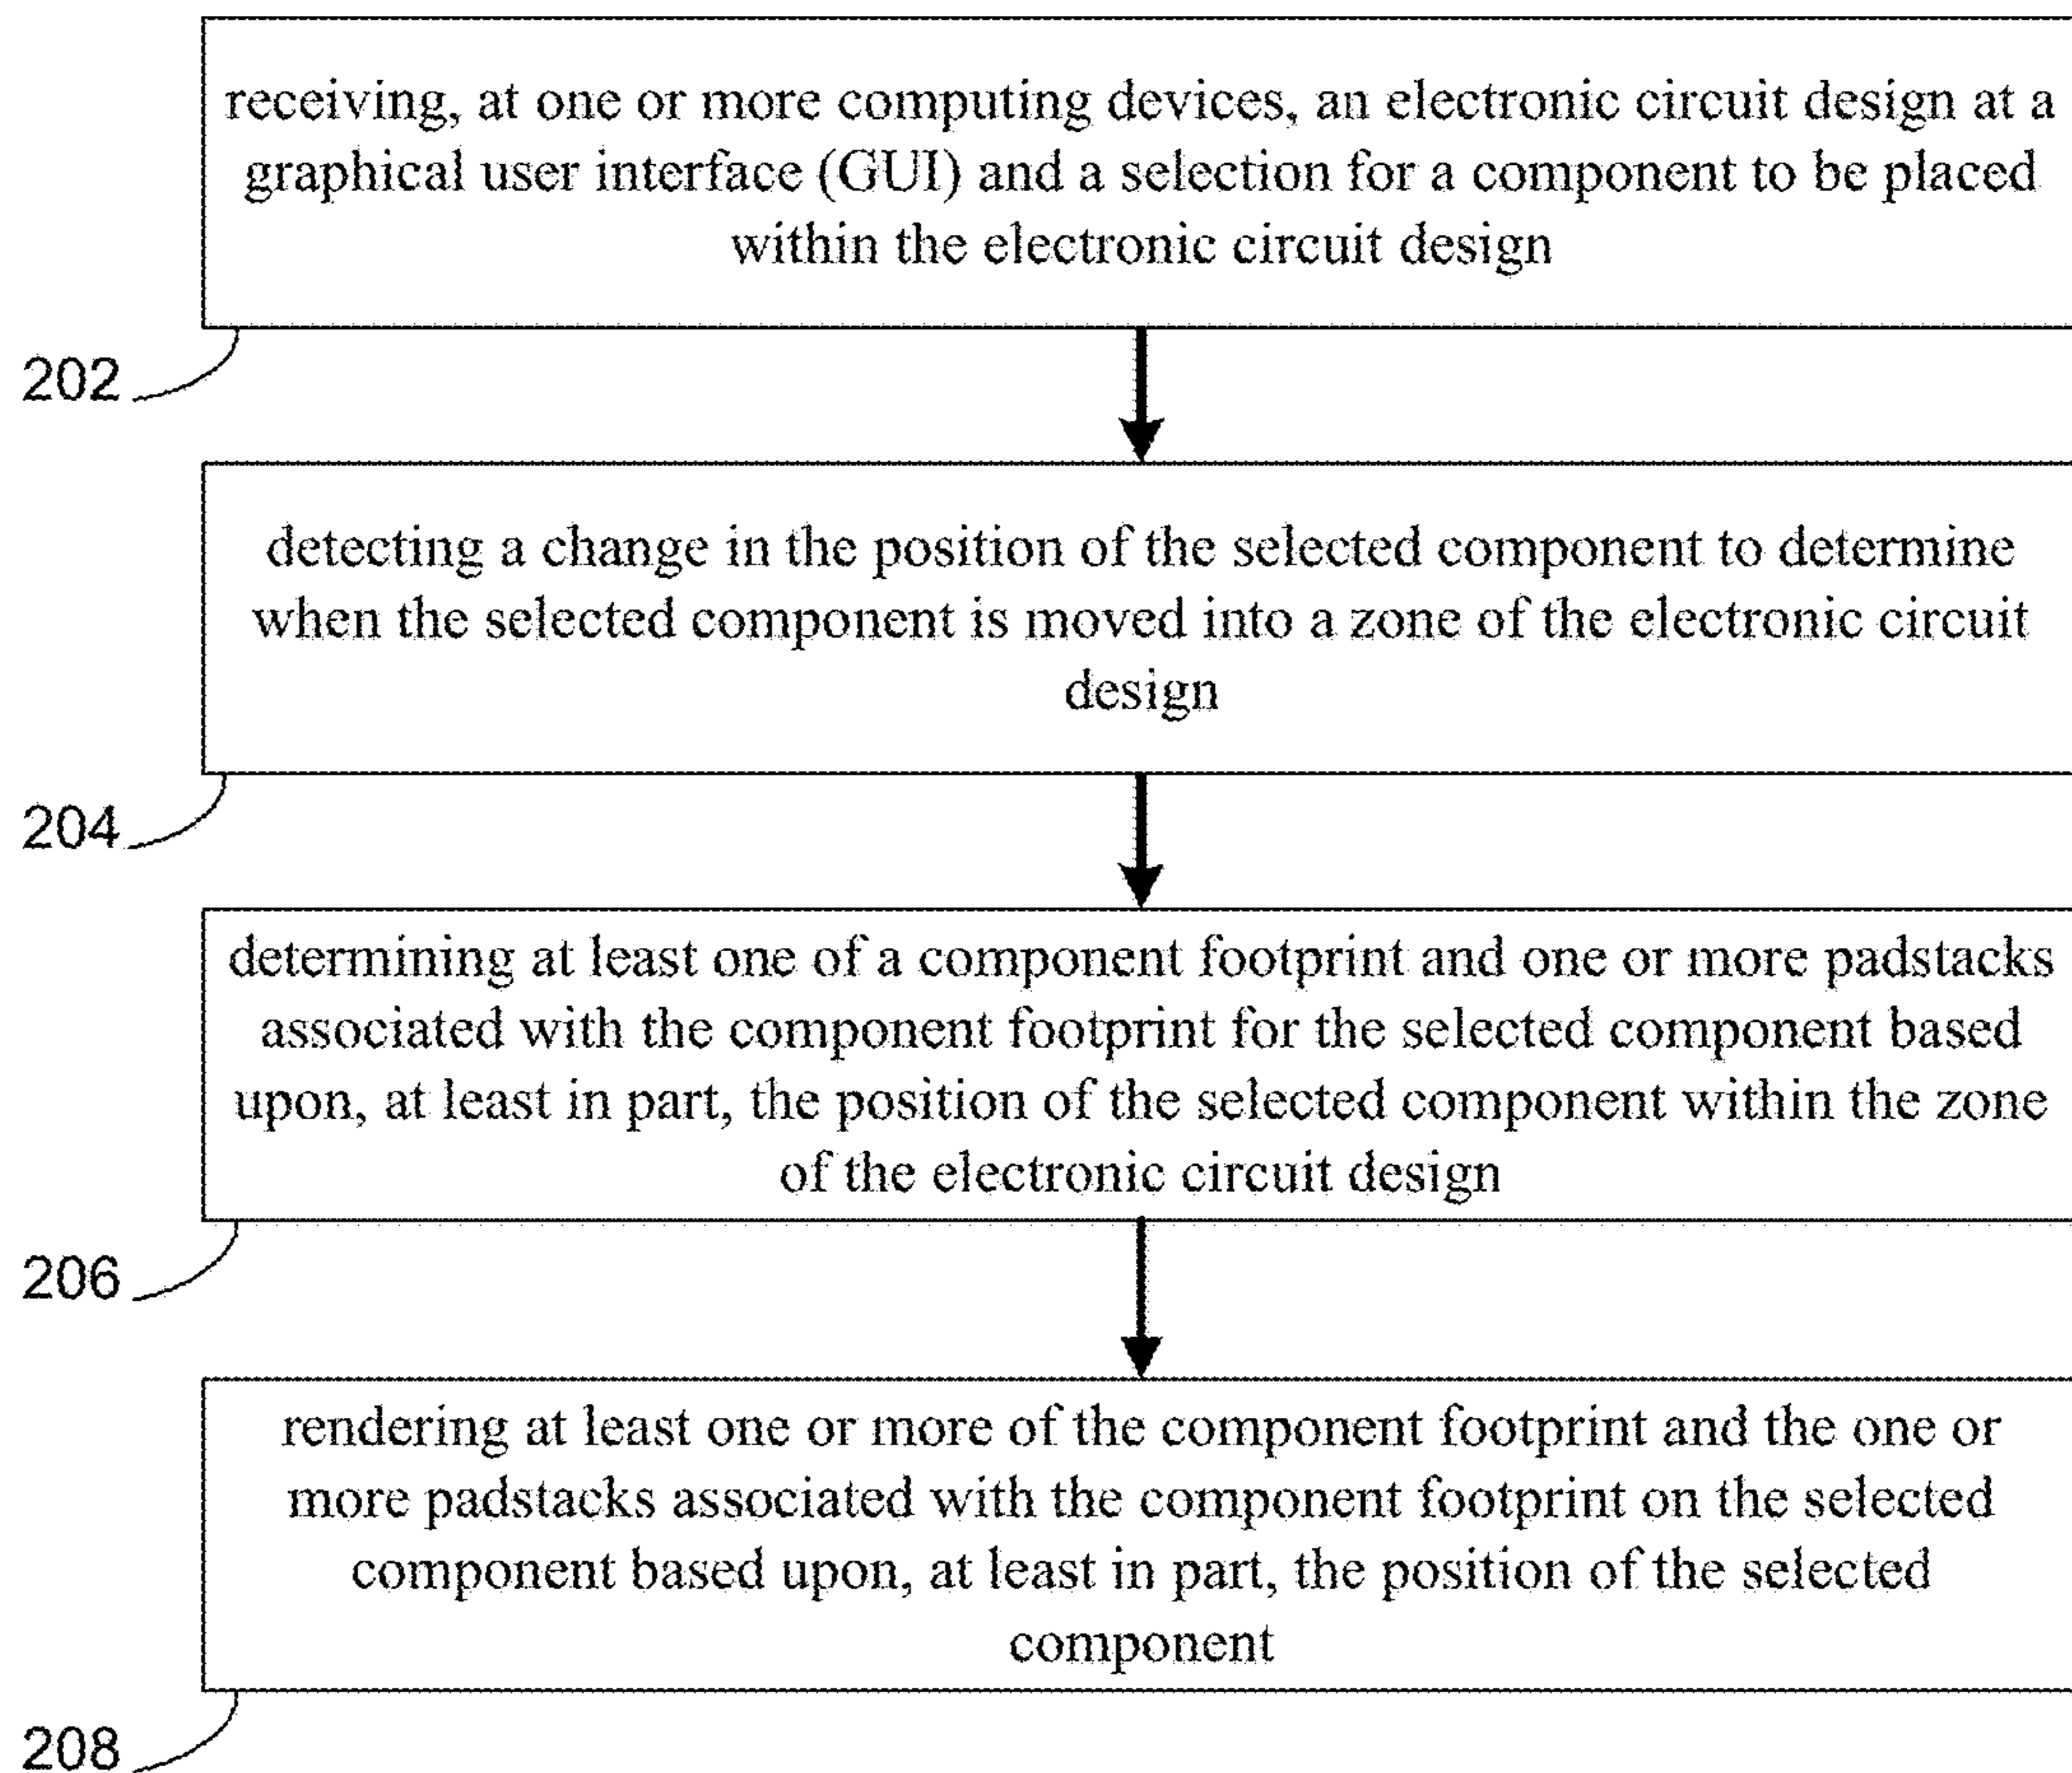 receiving, at one or more computing devices, an electronic circuit design at a
graphical user interface (GUI) and a selection for a component to be placed
within the electronic circuit design
202
detecting a change in the position of the selected component to determine
when the selected component is moved into a zone of the electronic circuit
design
204
determining at least one of a component footprint and one or more padstacks
associated with the component footprint for the selected component based
upon, at least in part, the position of the selected component within the zone
of the electronic circuit design
206
rendering at least one or more of the component footprint and the one or
more padstacks associated with the component footprint on the selected
component based upon, at least in part, the position of the selected
component
208